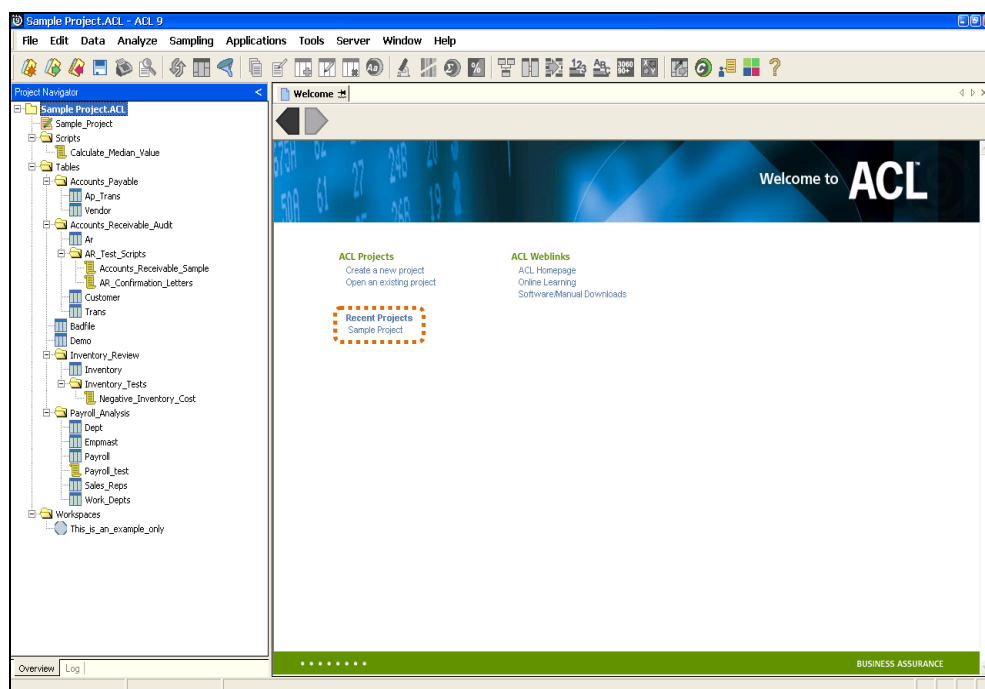 Sample Project.ACL - ACL 9
File Edit Data Analyze Sampling Applications Tools Server Window Help
Project Navigator <
Sample Project.ACL
Sample_Project
Scripts
Calculate_Median_Value
Tables
Accounts_Payable
Ap_Trans
Vendor
Accounts_Receivable_Audit
Ar
AR_Test_Scripts
Accounts_Receivable_Sample
AR_Confirmation_Letters
Customer
Trans
Badfile
Demo
Inventory_Review
Inventory
Inventory_Tests
Negative_Inventory_Cost
Payroll_Analysis
Dept
Empmast
Payroll
Payroll_test
Sales_Reps
Work_Depts
Workspaces
This_is_an_example_only
Overview Log
Welcome
Welcome to ACL™
ACL Projects
Create a new project
Open an existing project
Recent Projects
Sample Project
ACL Weblinks
ACL Homepage
Online Learning
Software/Manual Downloads
BUSINESS ASSURANCE